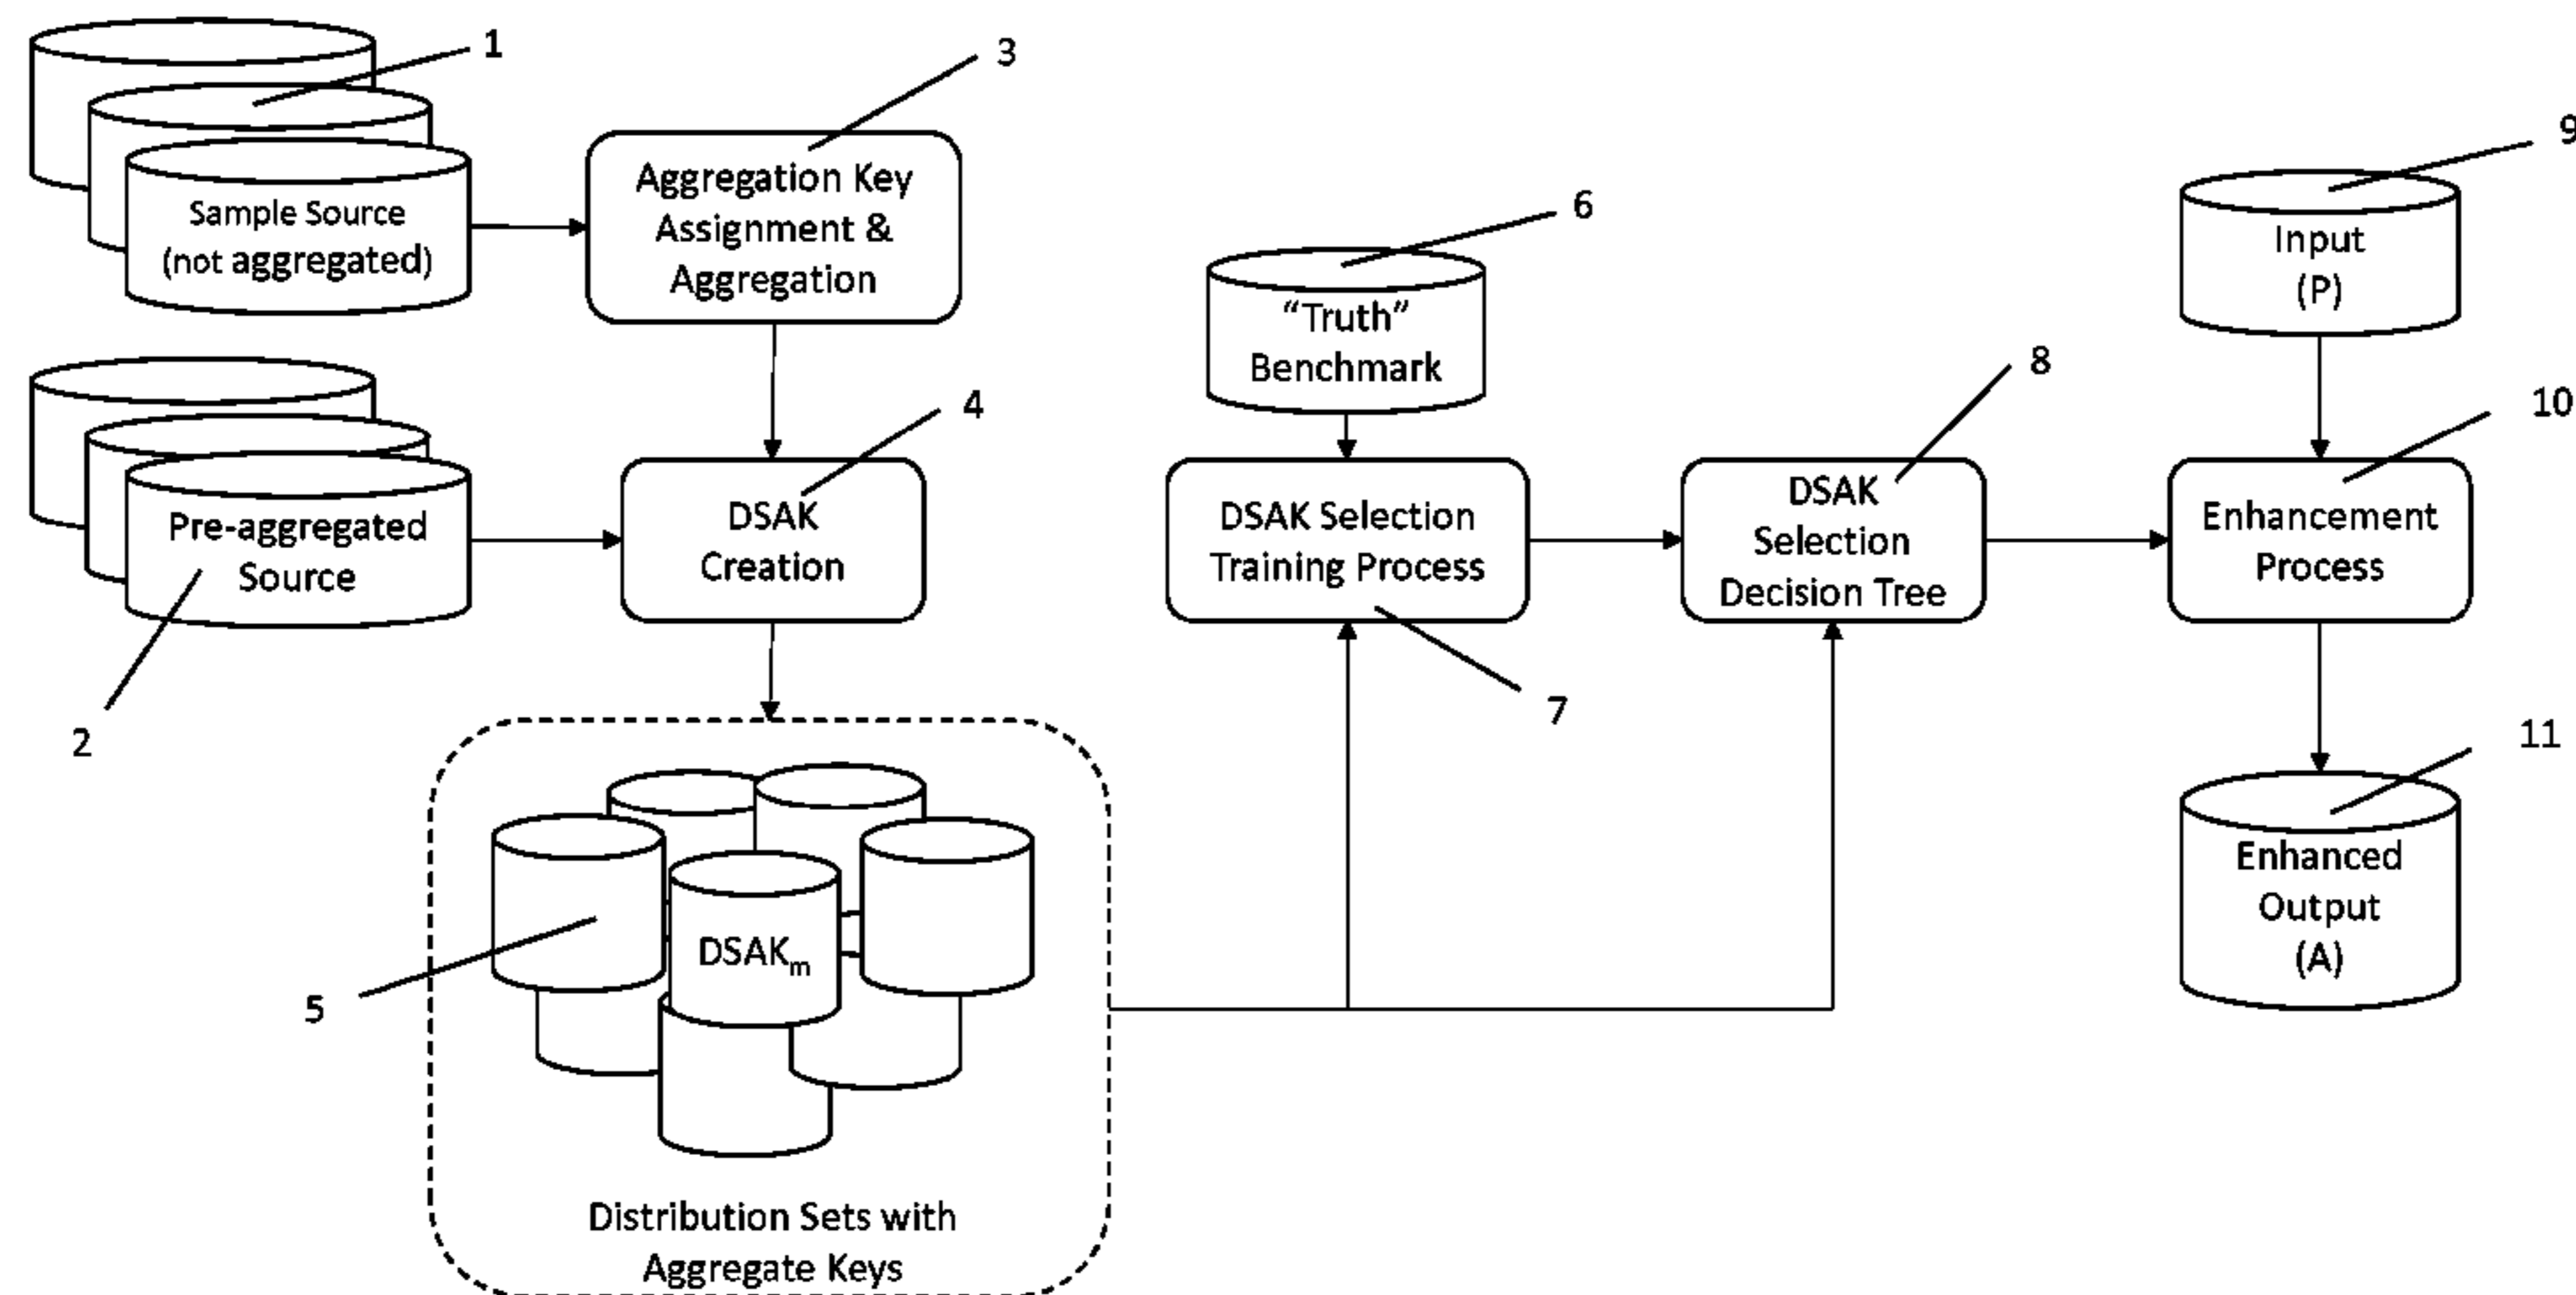 1
Sample Source
(not aggregated)
3
Aggregation Key
Assignment &
Aggregation
2
Pre-aggregated
Source
4
DSAK
Creation
5
DSAKm
Distribution Sets with
Aggregate Keys
6
“Truth”
Benchmark
7
DSAK Selection
Training Process
8
DSAK
Selection
Decision Tree
9
Input
(P)
10
Enhancement
Process
11
Enhanced
Output
(A)